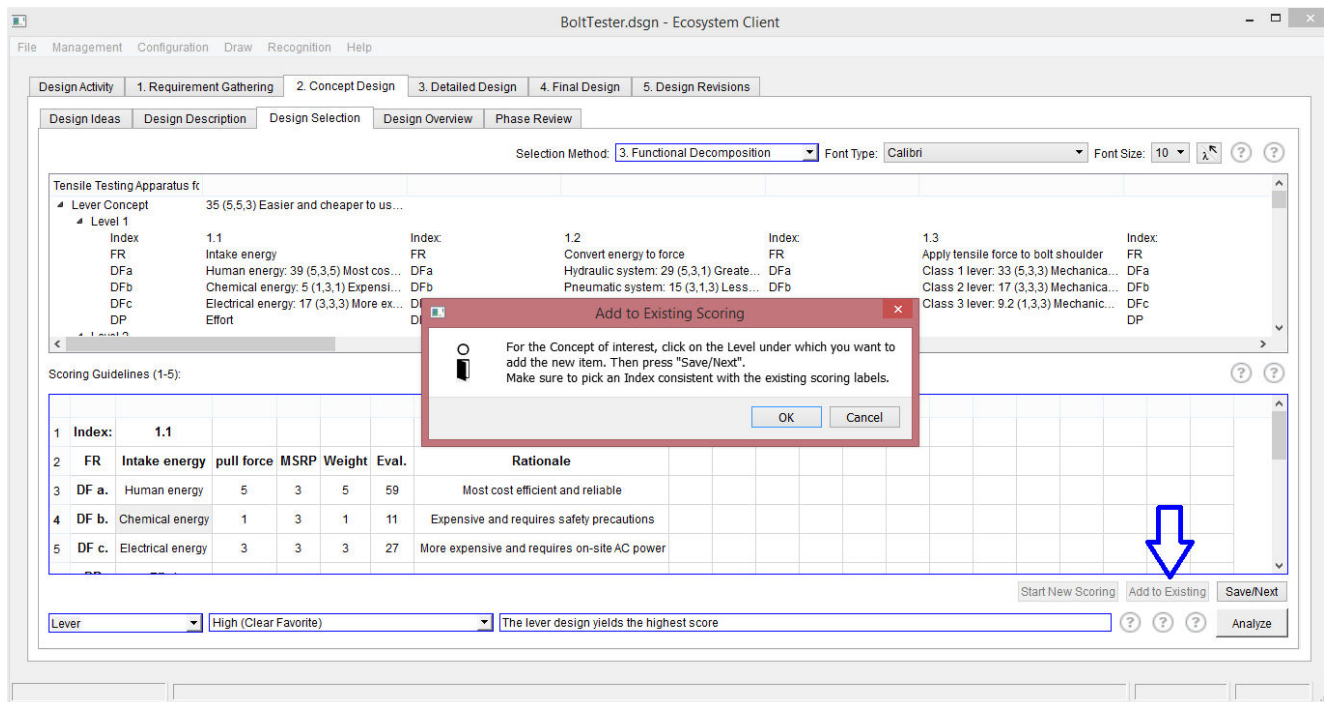 BoltTester.dsgn - Ecosystem Client
File Management Configuration Draw Recognition Help
Design Activity 1. Requirement Gathering 2. Concept Design 3. Detailed Design 4. Final Design 5. Design Revisions
Design Ideas Design Description Design Selection Design Overview Phase Review
Selection Method: 3. Functional Decomposition Font Type: Calibri Font Size: 10 λ ? ?
Tensile Testing Apparatus fc
Lever Concept 35 (5,5,3) Easier and cheaper to us...
Level 1
Index 1.1 Index: 1.2 Index: 1.3 Index:
FR Intake energy FR Convert energy to force FR Apply tensile force to bolt shoulder FR
DFa Human energy: 39 (5,3,5) Most cos... DFa Hydraulic system: 29 (5,3,1) Greate... DFa Class 1 lever: 33 (5,3,3) Mechanica... DFa
DFb Chemical energy: 5 (1,3,1) Expensi... DFb Pneumatic system: 15 (3,1,3) Less... DFb Class 2 lever: 17 (3,3,3) Mechanica... DFb
DFc Electrical energy: 17 (3,3,3) More ex... Class 3 lever: 9.2 (1,3,3) Mechanic... DFc
DP Effort DP
Add to Existing Scoring
For the Concept of interest, click on the Level under which you want to
add the new item. Then press "Save/Next".
Make sure to pick an Index consistent with the existing scoring labels.
OK Cancel
Scoring Guidelines (1-5): ? ?
1 Index: 1.1
2 FR Intake energy pull force MSRP Weight Eval. Rationale
3 DF a. Human energy 5 3 5 59 Most cost efficient and reliable
4 DF b. Chemical energy 1 3 1 11 Expensive and requires safety precautions
5 DF c. Electrical energy 3 3 3 27 More expensive and requires on-site AC power
Start New Scoring Add to Existing Save/Next
Lever High (Clear Favorite) The lever design yields the highest score ? ? ? Analyze